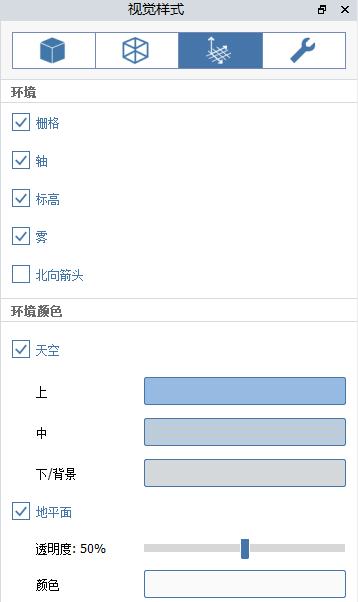 视觉样式
环境
栅格
轴
标高
雾
北向箭头
环境颜色
天空
上
中
下/背景
地平面
透明度: 50%
颜色